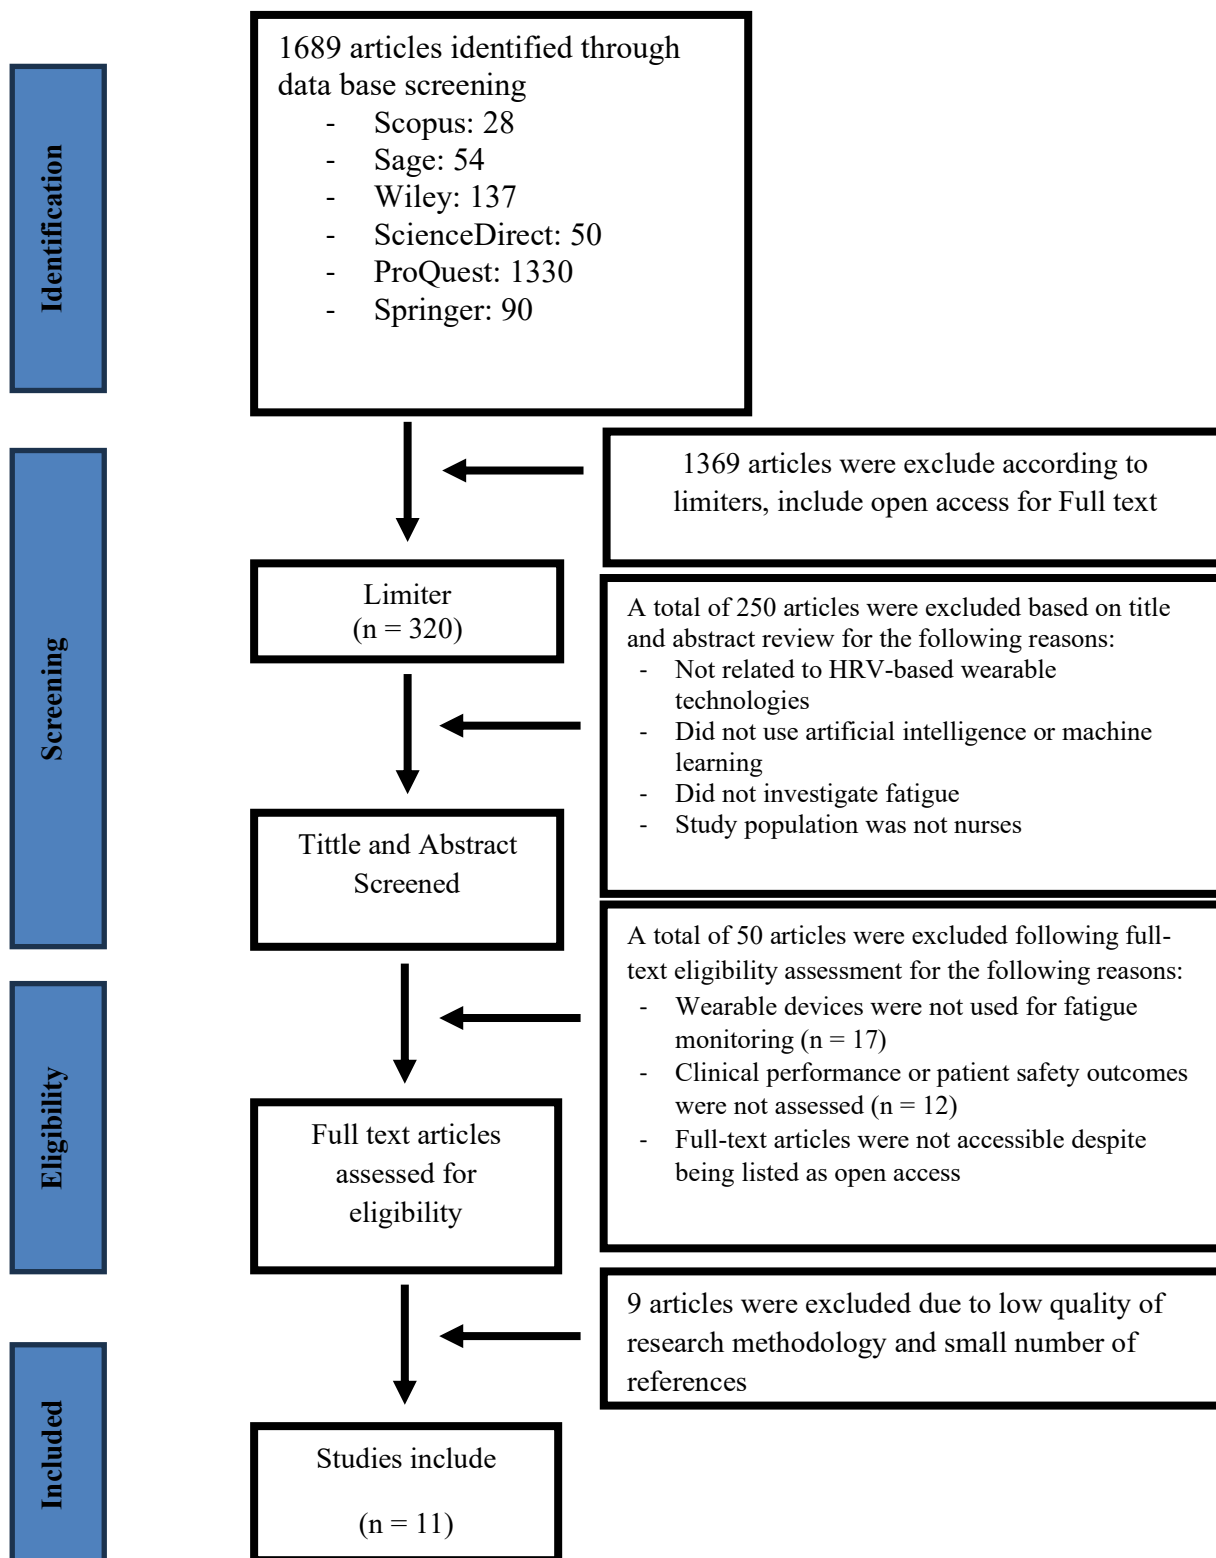 Identification
1689 articles identified through
data base screening
- Scopus: 28
- Sage: 54
- Wiley: 137
- ScienceDirect: 50
- ProQuest: 1330
- Springer: 90
Screening
1369 articles were exclude according to
limiters, include open access for Full text
Limiter
(n = 320)
A total of 250 articles were excluded based on title
and abstract review for the following reasons:
- Not related to HRV-based wearable
technologies
- Did not use artificial intelligence or machine
learning
- Did not investigate fatigue
- Study population was not nurses
Tittle and Abstract
Screened
Eligibility
A total of 50 articles were excluded following full-
text eligibility assessment for the following reasons:
- Wearable devices were not used for fatigue
monitoring (n = 17)
- Clinical performance or patient safety outcomes
were not assessed (n = 12)
- Full-text articles were not accessible despite
being listed as open access
Full text articles
assessed for
eligibility
Included
9 articles were excluded due to low quality of
research methodology and small number of
references
Studies include
(n = 11)